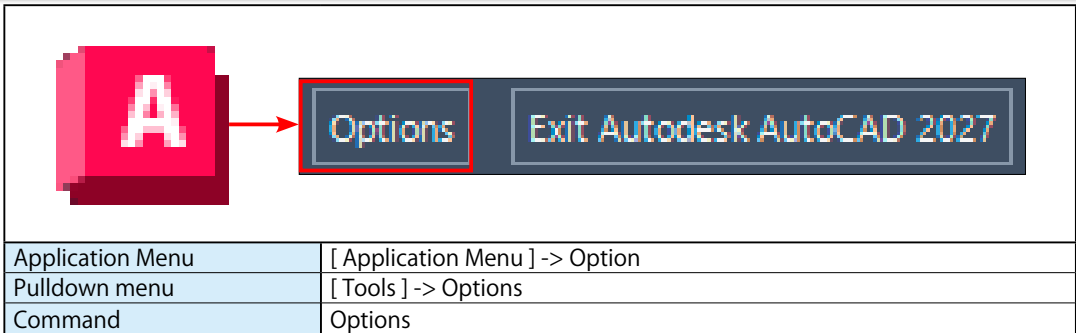 A
Options
Exit Autodesk AutoCAD 2027
Application Menu
[ Application Menu ] -> Option
Pulldown menu
[ Tools ] -> Options
Command
Options